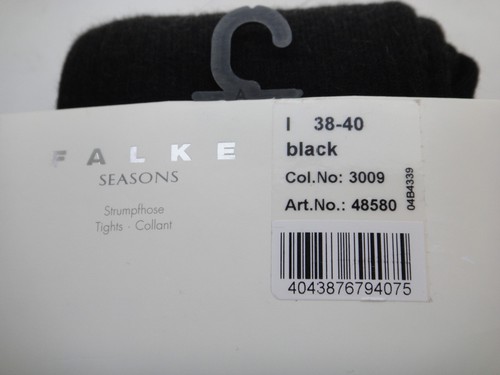 FALKE
SEASONS
Strumpfhose
Tights - Collant
I 38-40
black
Col.No: 3009
Art.No.: 48580
04B4339
4043876794075